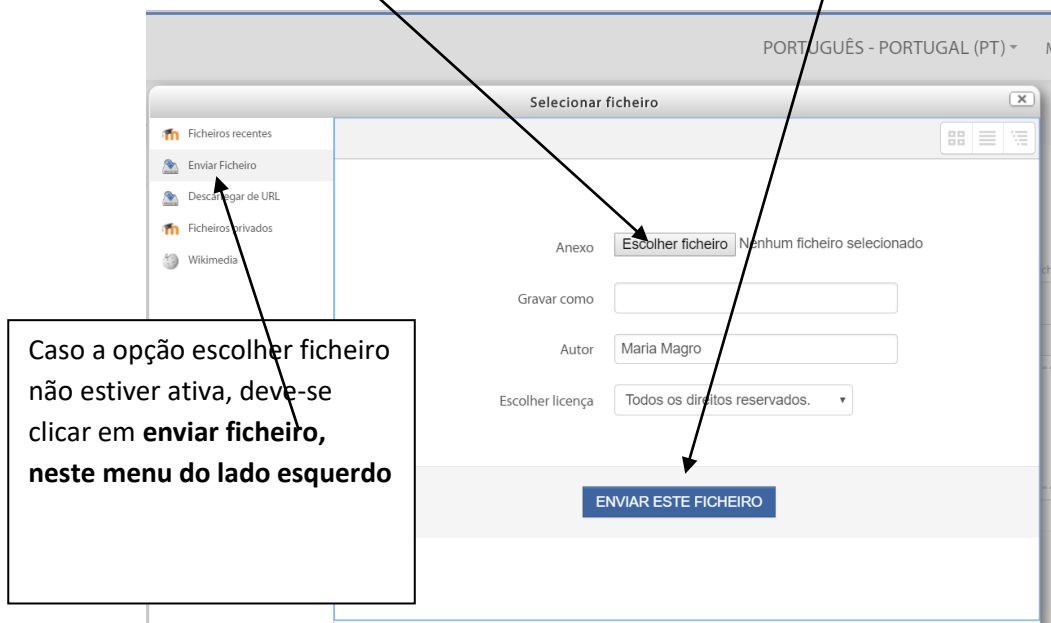 PORTUGUÊS - PORTUGAL (PT)
Selecionar ficheiro
Ficheiros recentes
Enviar Ficheiro
Descarregar de URL
Ficheiros privados
Wikimedia
Anexo Escolher ficheiro Nenhum ficheiro selecionado
Gravar como
Autor Maria Magro
Escolher licença Todos os direitos reservados.
ENVIAR ESTE FICHEIRO
Caso a opção escolher ficheiro
não estiver ativa, deve-se
clicar em enviar ficheiro,
neste menu do lado esquerdo